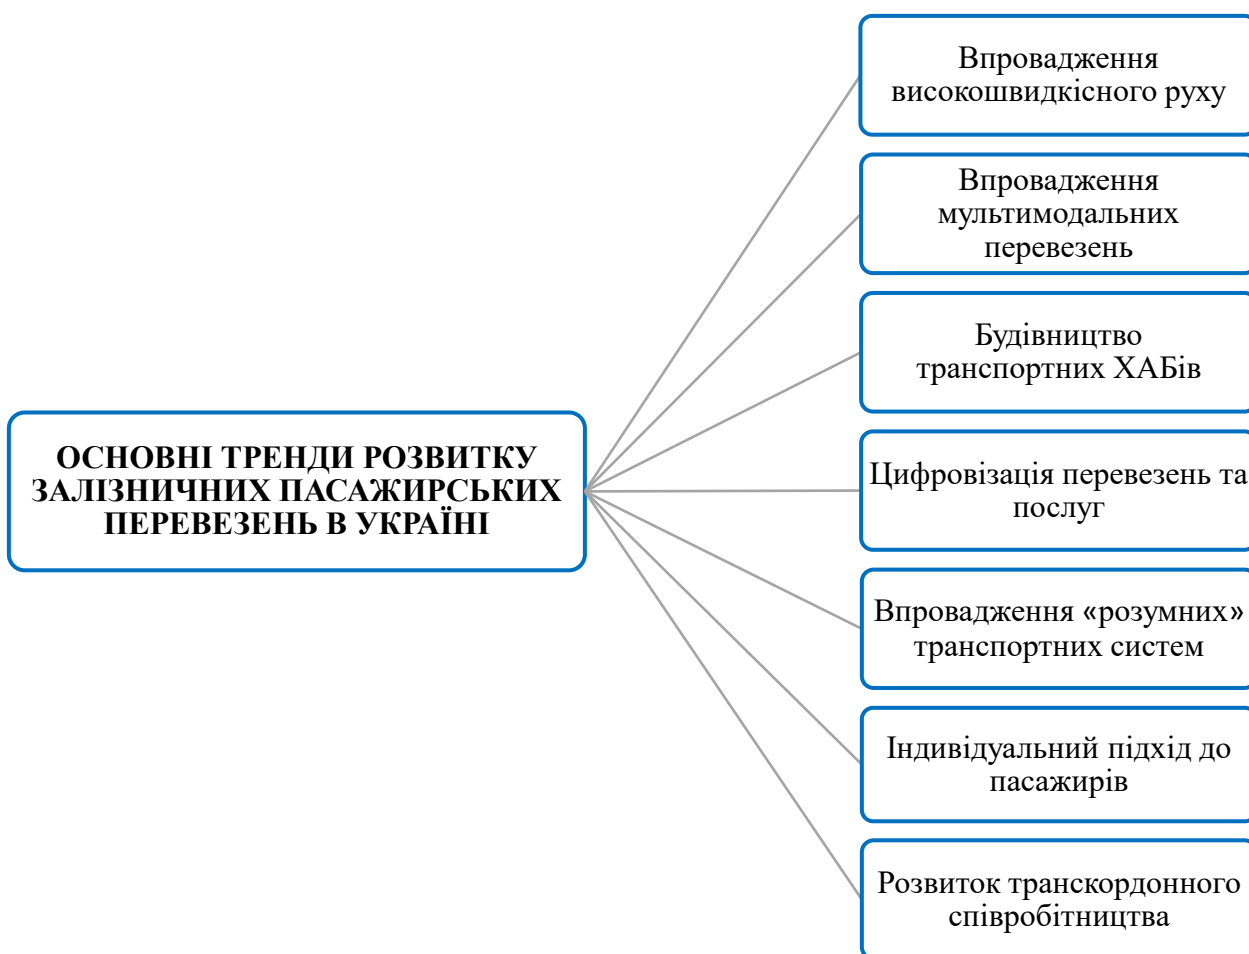 ОСНОВНІ ТРЕНДИ РОЗВИТКУ
ЗАЛІЗНИЧНИХ ПАСАЖИРСЬКИХ
ПЕРЕВЕЗЕНЬ В УКРАЇНІ
Впровадження
високошвидкісного руху
Впровадження
мультимодальних
перевезень
Будівництво
транспортних ХАБів
Цифровізація перевезень та
послуг
Впровадження «розумних»
транспортних систем
Індивідуальний підхід до
пасажирів
Розвиток транскордонного
співробітництва